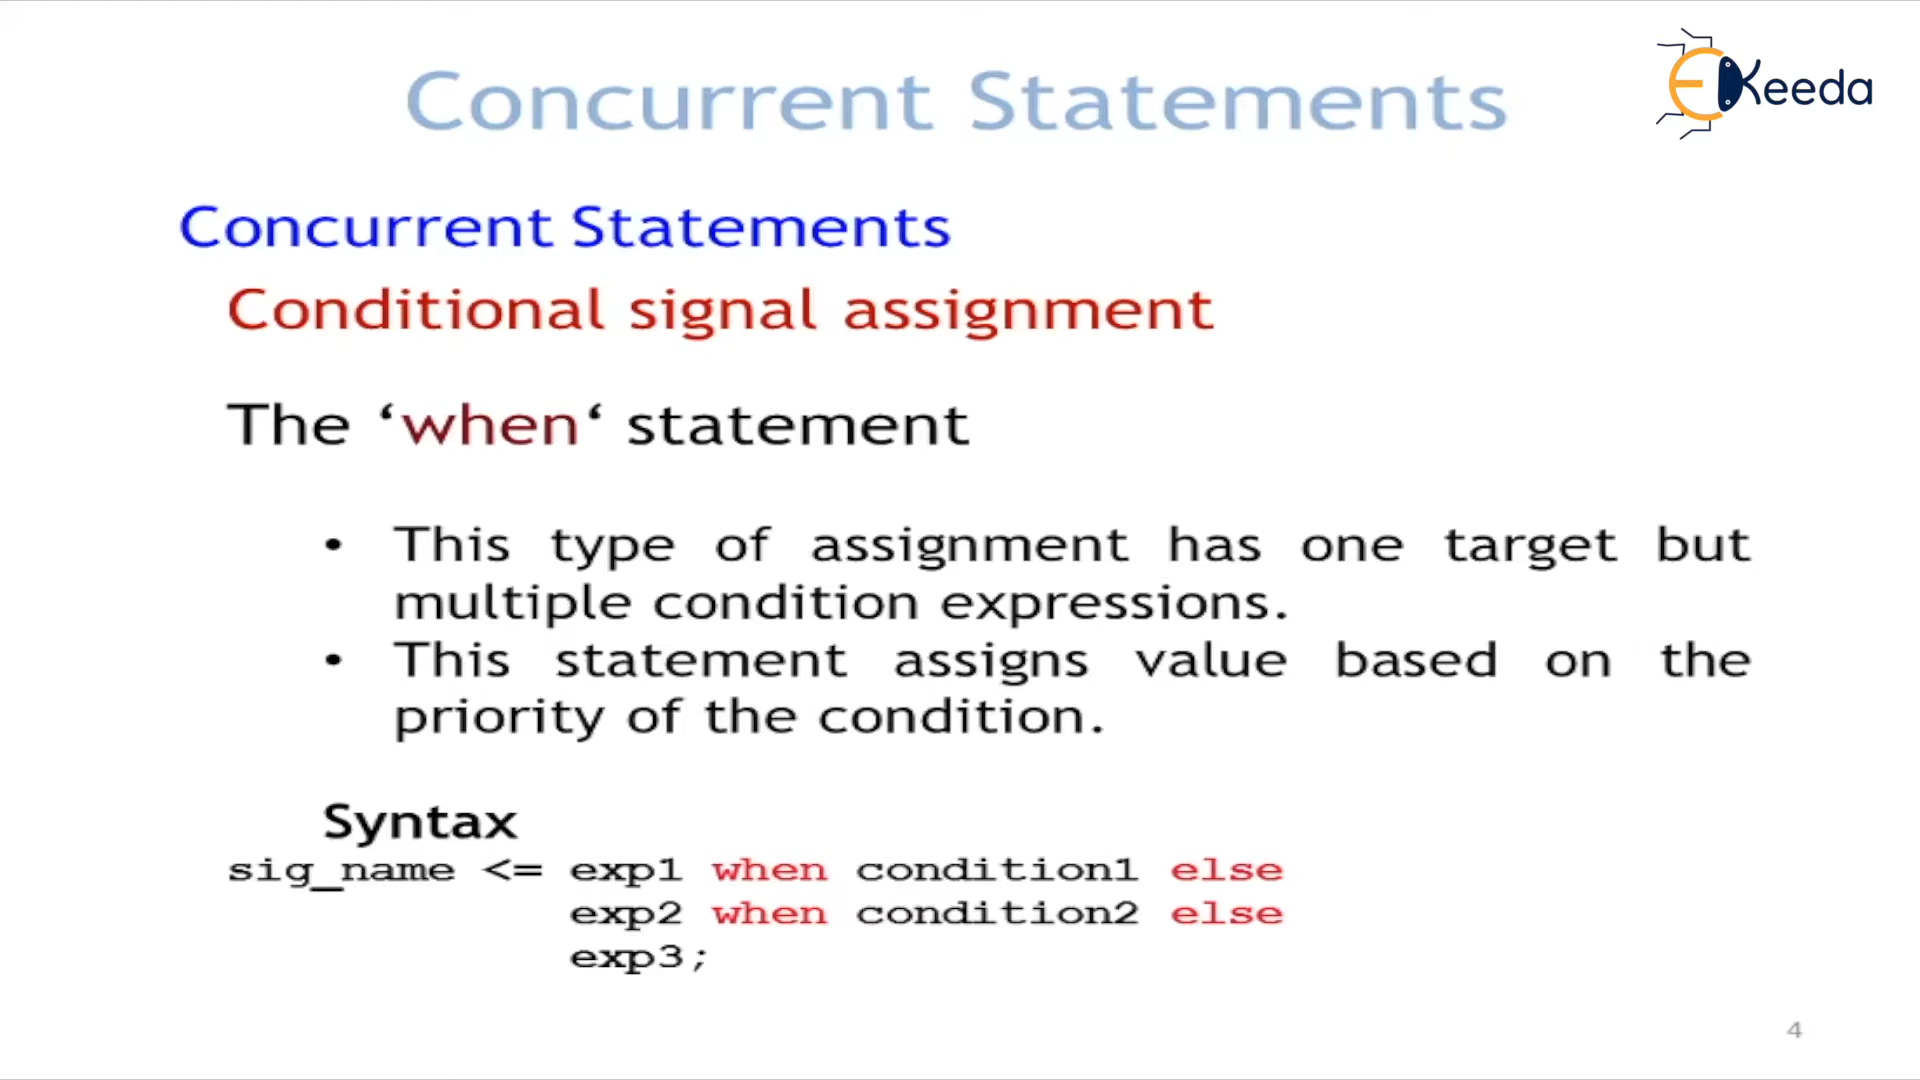 Concurrent Statements
EKeeda
Concurrent Statements
Conditional signal assignment
The ‘when‘ statement
• This type of assignment has one target but
multiple condition expressions.
• This statement assigns value based on the
priority of the condition.
Syntax
sig_name <= exp1 when condition1 else
exp2 when condition2 else
exp3;
4